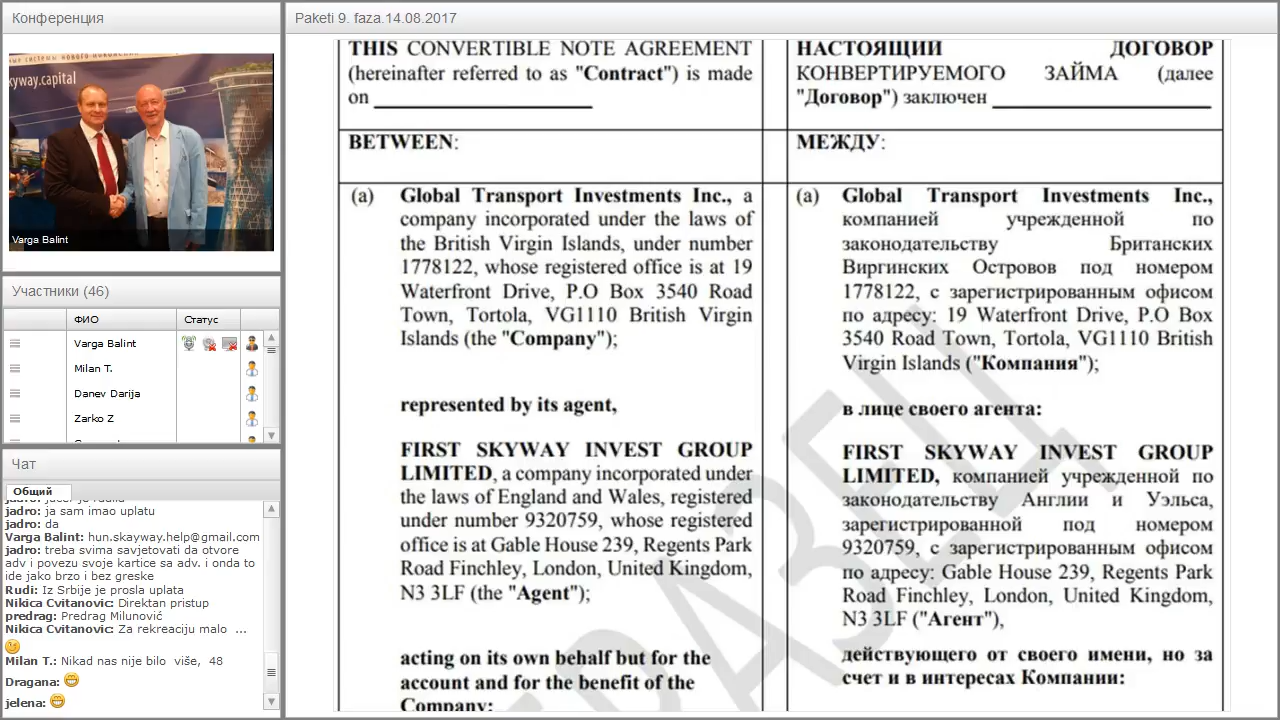 Конференция
kyway.capital
Varga Balint
Участники (46)
ФИО
Статус
Varga Balint
Milan T.
Danev Darija
Zarko Z
Чат
Общий
jadro: ja sam imao uplatu
jadro: da
Varga Balint: hun.skayway.help@gmail.com
jadro: treba svima savjetovati da otvore
adv i povezu svoje kartice sa adv. i onda to
ide jako brzo i bez greske
Rudi: Iz Srbije je prosla uplata
Nikica Cvitanovic: Direktan pristup
predrag: Predrag Milunović
Nikica Cvitanovic: Za rekreaciju malo ...
Milan T.: Nikad nas nije bilo više, 48
Dragana:
jelena:
Paketi 9. faza.14.08.2017
THIS CONVERTIBLE NOTE AGREEMENT
(hereinafter referred to as "Contract") is made
on
BETWEEN:
(a) Global Transport Investments Inc., a
company incorporated under the laws of
the British Virgin Islands, under number
1778122, whose registered office is at 19
Waterfront Drive, P.O Box 3540 Road
Town, Tortola, VG1110 British Virgin
Islands (the "Company");
represented by its agent,
FIRST SKYWAY INVEST GROUP
LIMITED, a company incorporated under
the laws of England and Wales, registered
under number 9320759, whose registered
office is at Gable House 239, Regents Park
Road Finchley, London, United Kingdom,
N3 3LF (the "Agent");
acting on its own behalf but for the
account and for the benefit of the
Company:
НАСТОЯЩИЙ ДОГОВОР
КОНВЕРТИРУЕМОГО ЗАЙМА (далее
"Договор") заключен
МЕЖДУ:
(a) Global Transport Investments Inc.,
компанией учрежденной по
законодательству Британских
Виргинских Островов под номером
1778122, с зарегистрированным офисом
по адресу: 19 Waterfront Drive, P.O Box
3540 Road Town, Tortola, VG1110 British
Virgin Islands ("Компания");
в лице своего агента:
FIRST SKYWAY INVEST GROUP
LIMITED, компанией учрежденной по
законодательству Англии и Уэльса,
зарегистрированной под номером
9320759, с зарегистрированным офисом
по адресу: Gable House 239, Regents Park
Road Finchley, London, United Kingdom,
N3 3LF ("Агент"),
действующего от своего имени, но за
счет и в интересах Компании: